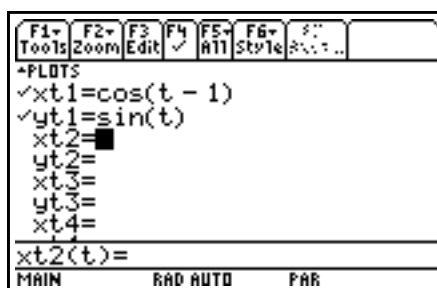 F1 F2 F3 F4 F5 F6
Tools Zoom Edit ✓ All Style
PLOTS
✓xt1=cos(t - 1)
✓yt1=sin(t)
xt2=
yt2=
xt3=
yt3=
xt4=
xt2(t)=
MAIN RAD AUTO PAR